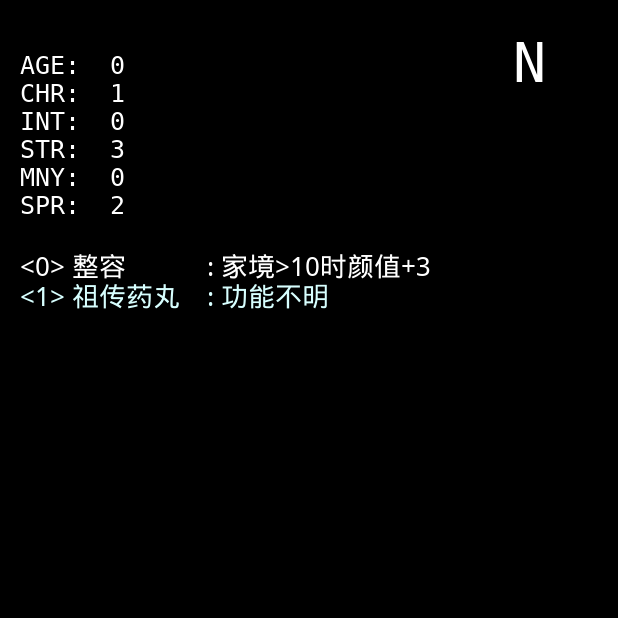 N
AGE: 0
CHR: 1
INT: 0
STR: 3
MNY: 0
SPR: 2
<0> 整容 : 家境>10时颜值+3
<1> 祖传药丸 : 功能不明